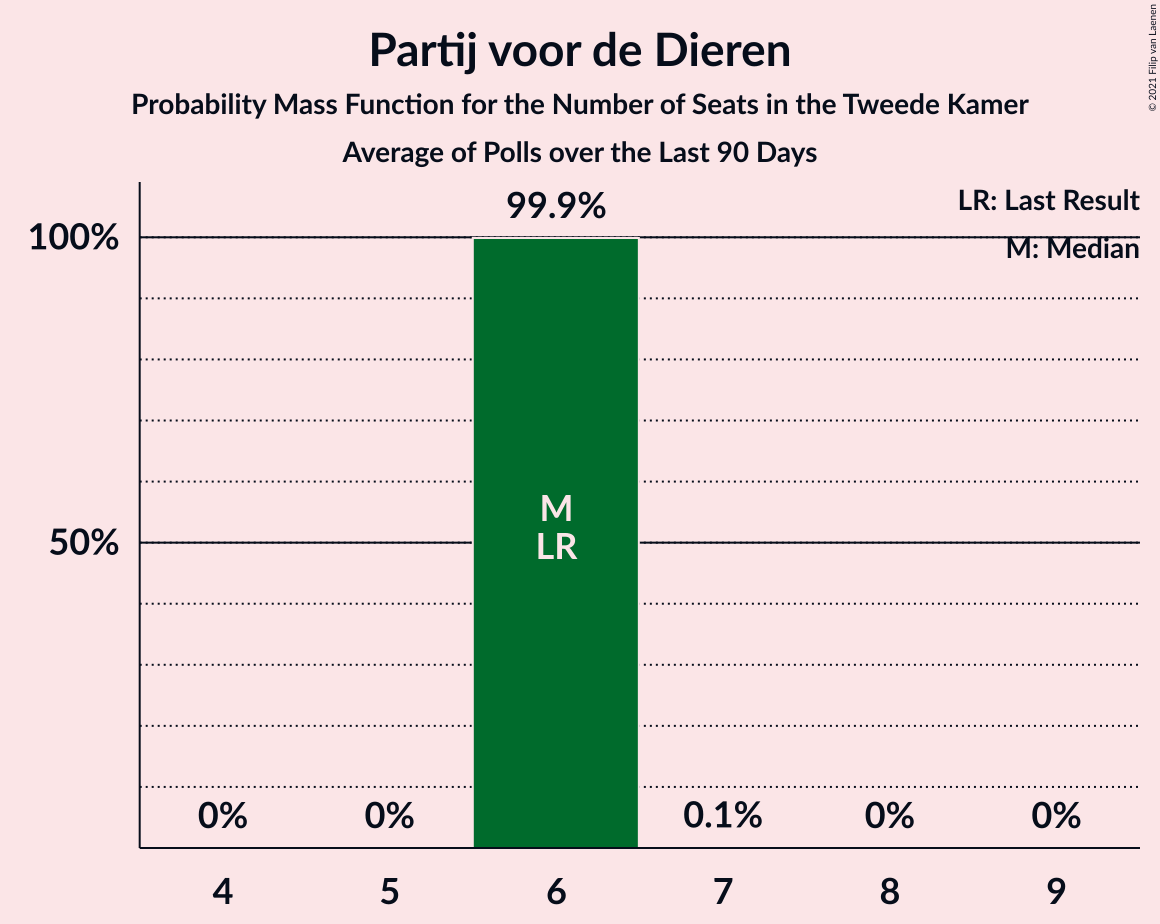 Partij voor de Dieren
Probability Mass Function for the Number of Seats in the Tweede Kamer
Average of Polls over the Last 90 Days
© 2021 Filip van Laenen
LR: Last Result
M: Median
99.9%
100%
50%
M
LR
0%
0%
0.1%
0%
0%
4
5
6
7
8
9